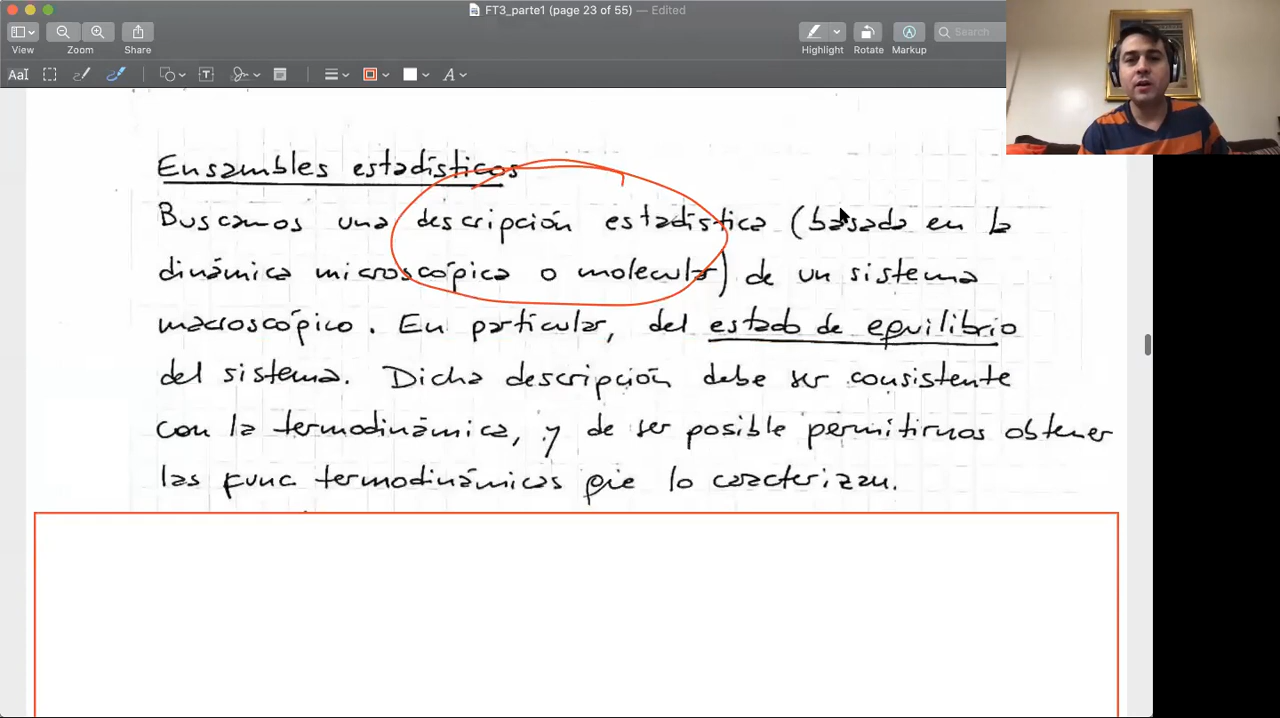 FT3_parte1 (page 23 of 55) — Edited
View Zoom Share Highlight Rotate Markup Search
Ensambles estadísticos
Buscamos una descripción estadística (basada en la
dinámica microscópica o molecular) de un sistema
macroscópico. En particular, del estado de equilibrio
del sistema. Dicha descripción debe ser consistente
con la termodinámica, y de ser posible permitirnos obtener
las func termodinámicas que lo caracterizan.